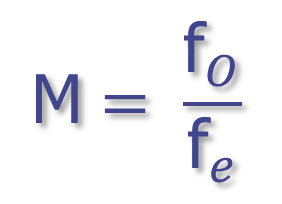 M = f_O / f_e